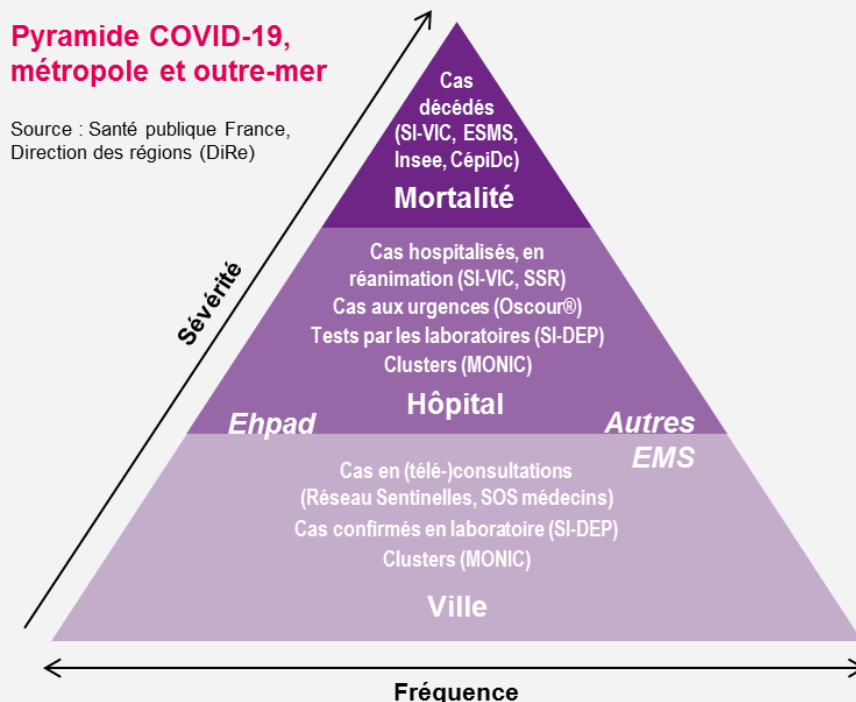 Pyramide COVID-19,
métropole et outre-mer
Source : Santé publique France,
Direction des régions (DiRe)
Sévérité
Cas
décédés
(SI-VIC, ESMS,
Insee, CépiDc)
Mortalité
Cas hospitalisés, en
réanimation (SI-VIC, SSR)
Cas aux urgences (Oscour®)
Tests par les laboratoires (SI-DEP)
Clusters (MONIC)
Hôpital
Ehpad
Autres
EMS
Cas en (télé-)consultations
(Réseau Sentinelles, SOS médecins)
Cas confirmés en laboratoire (SI-DEP)
Clusters (MONIC)
Ville
Fréquence